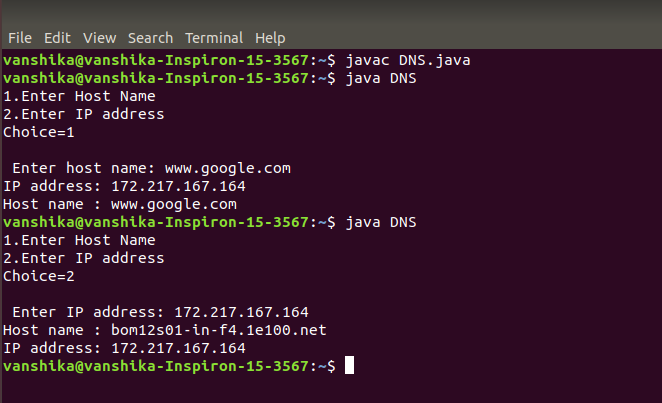 File Edit View Search Terminal Help
vanshika@vanshika-Inspiron-15-3567:~$ javac DNS.java
vanshika@vanshika-Inspiron-15-3567:~$ java DNS
1.Enter Host Name
2.Enter IP address
Choice=1
 Enter host name: www.google.com
IP address: 172.217.167.164
Host name : www.google.com
vanshika@vanshika-Inspiron-15-3567:~$ java DNS
1.Enter Host Name
2.Enter IP address
Choice=2
 Enter IP address: 172.217.167.164
Host name : bom12s01-in-f4.1e100.net
IP address: 172.217.167.164
vanshika@vanshika-Inspiron-15-3567:~$